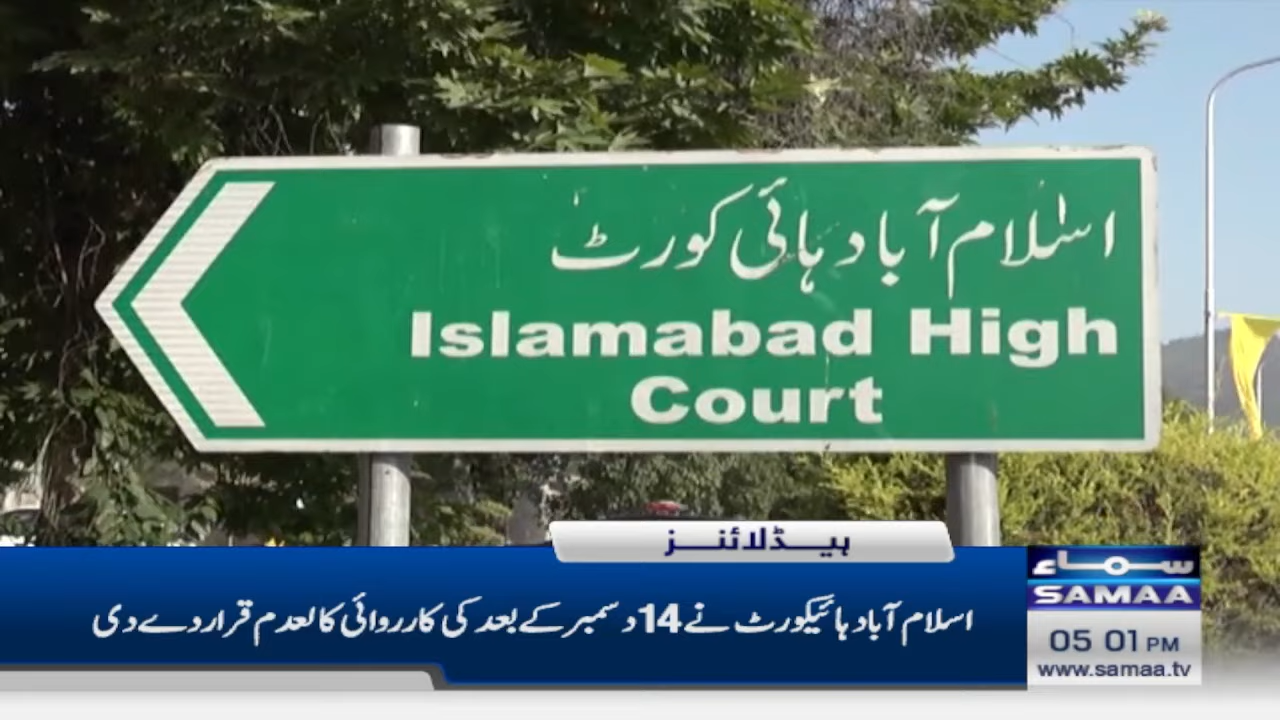 اسلام آباد ہائی کورٹ
Islamabad High
Court
ہیڈلائنز
اسلام آباد ہائیکورٹ نے 14 دسمبر کے بعد کی کارروائی کالعدم قرار دے دی
سماء
SAMAA
05 01 PM
www.samaa.tv